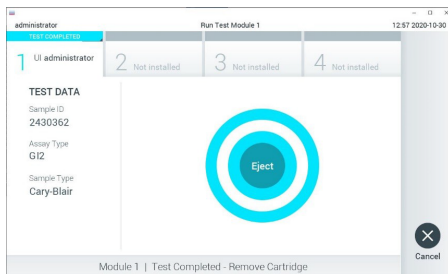 administrator Run Test Module 1 12:57 2020-10-30
TEST COMPLETED
1 UI administrator 2 Not installed 3 Not installed 4 Not installed
TEST DATA
Sample ID
2430362
Assay Type
GI2
Sample Type
Cary-Blair
Eject
Cancel
Module 1 | Test Completed - Remove Cartridge